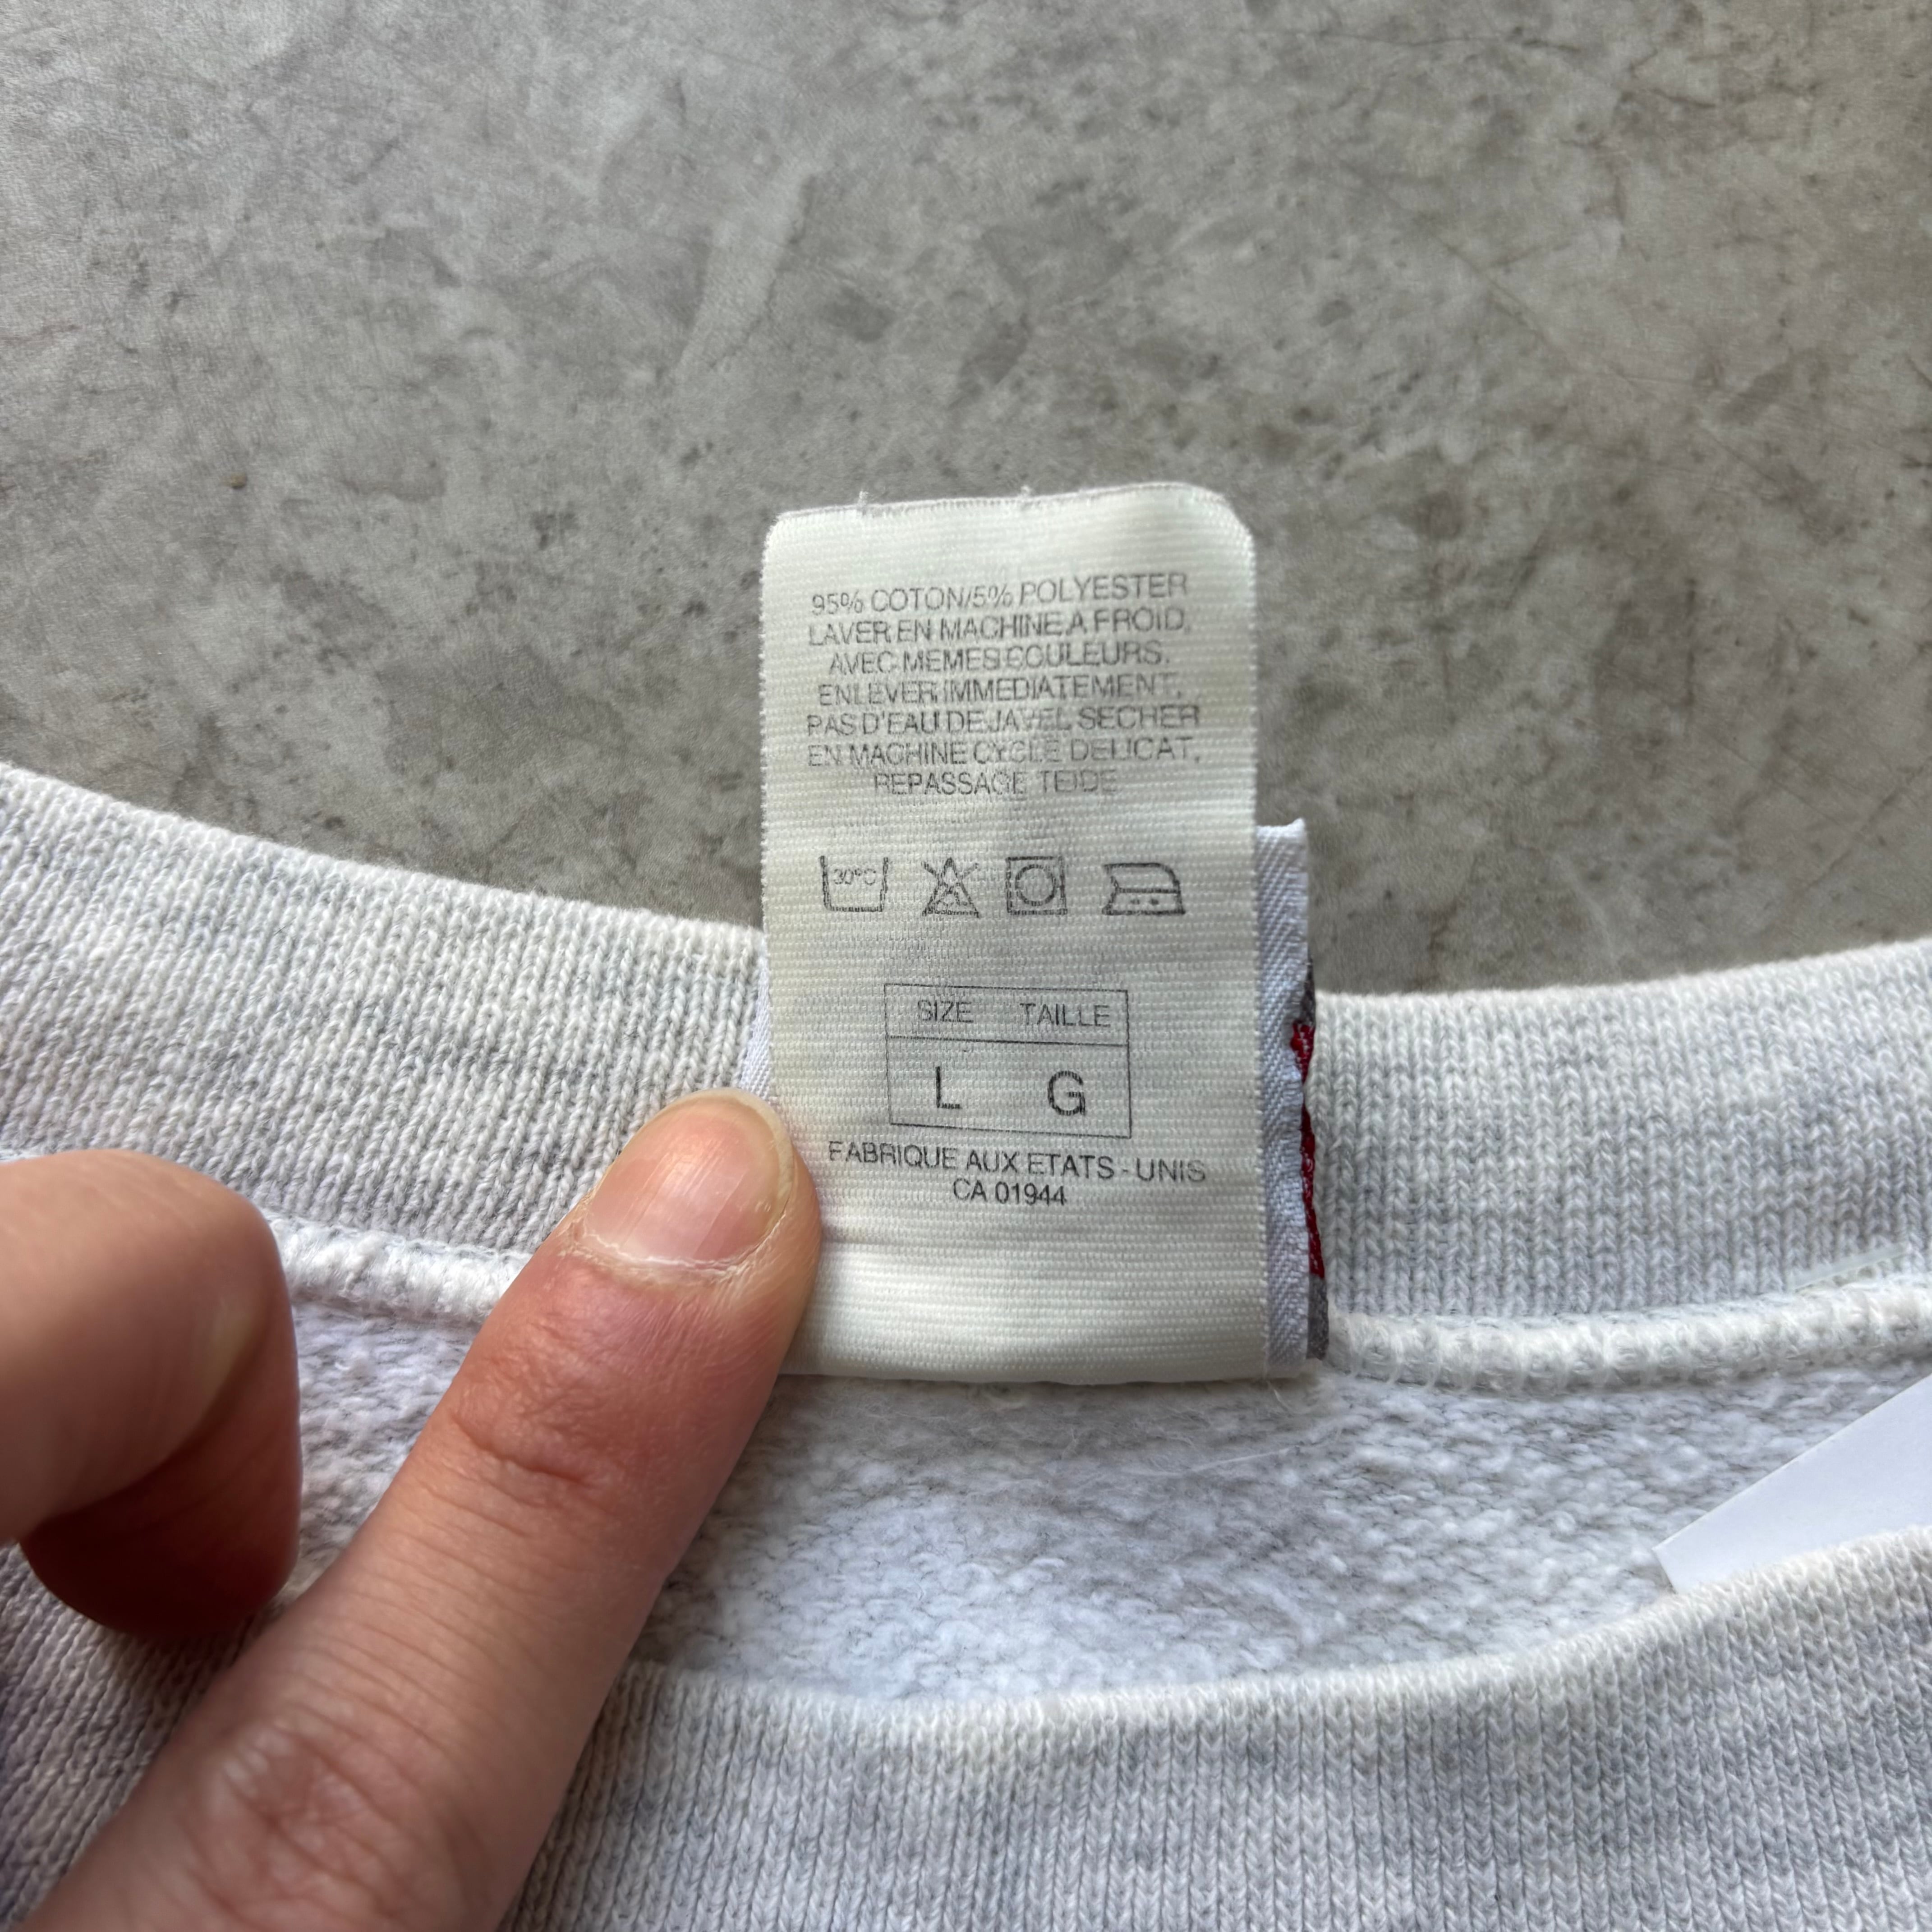 95% COTON/5% POLYESTER
LAVER EN MACHINE A FROID,
AVEC MEMES COULEURS.
ENLEVER IMMEDIATEMENT,
PAS D'EAU DE JAVEL SECHER
EN MACHINE CYCLE DELICAT,
REPASSAGE TEIDE
30°C
SIZE TAILLE
L G
FABRIQUE AUX ETATS-UNIS
CA 01944